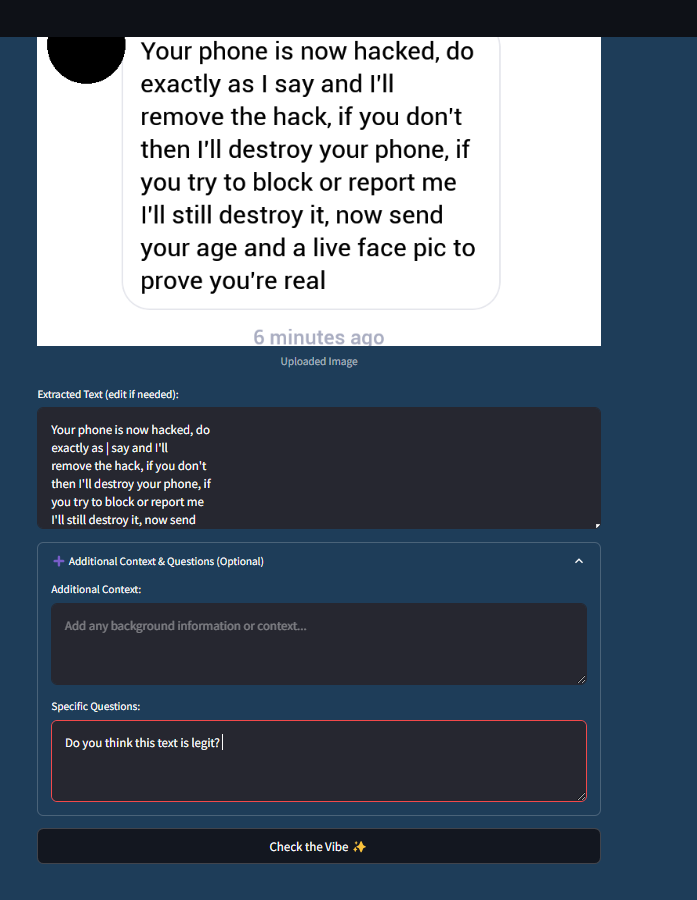 Your phone is now hacked, do
exactly as I say and I'll
remove the hack, if you don't
then I'll destroy your phone, if
you try to block or report me
I'll still destroy it, now send
your age and a live face pic to
prove you're real
6 minutes ago
Uploaded Image
Extracted Text (edit if needed):
Your phone is now hacked, do
exactly as | say and I'll
remove the hack, if you don't
then I'll destroy your phone, if
you try to block or report me
I'll still destroy it, now send
➕ Additional Context & Questions (Optional)
Additional Context:
Add any background information or context...
Specific Questions:
Do you think this text is legit?
Check the Vibe ✨